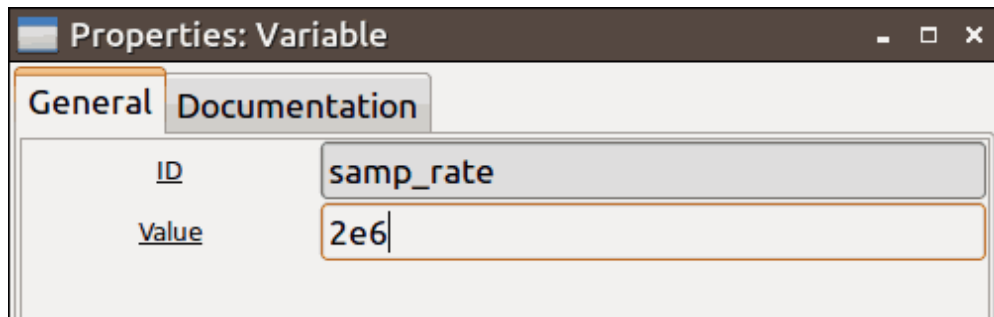 Properties: Variable
General Documentation
ID samp_rate
Value 2e6